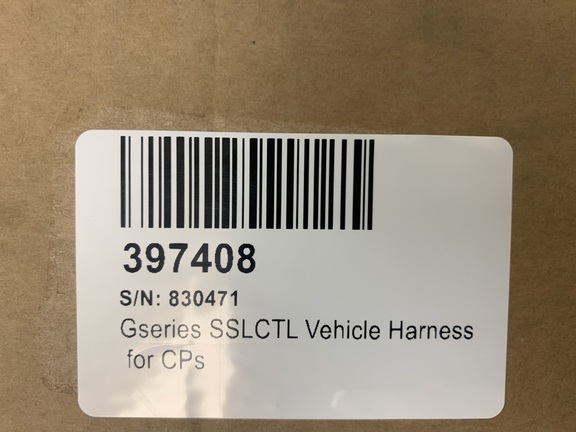 397408
S/N: 830471
Gseries SSLCTL Vehicle Harness
for CPs